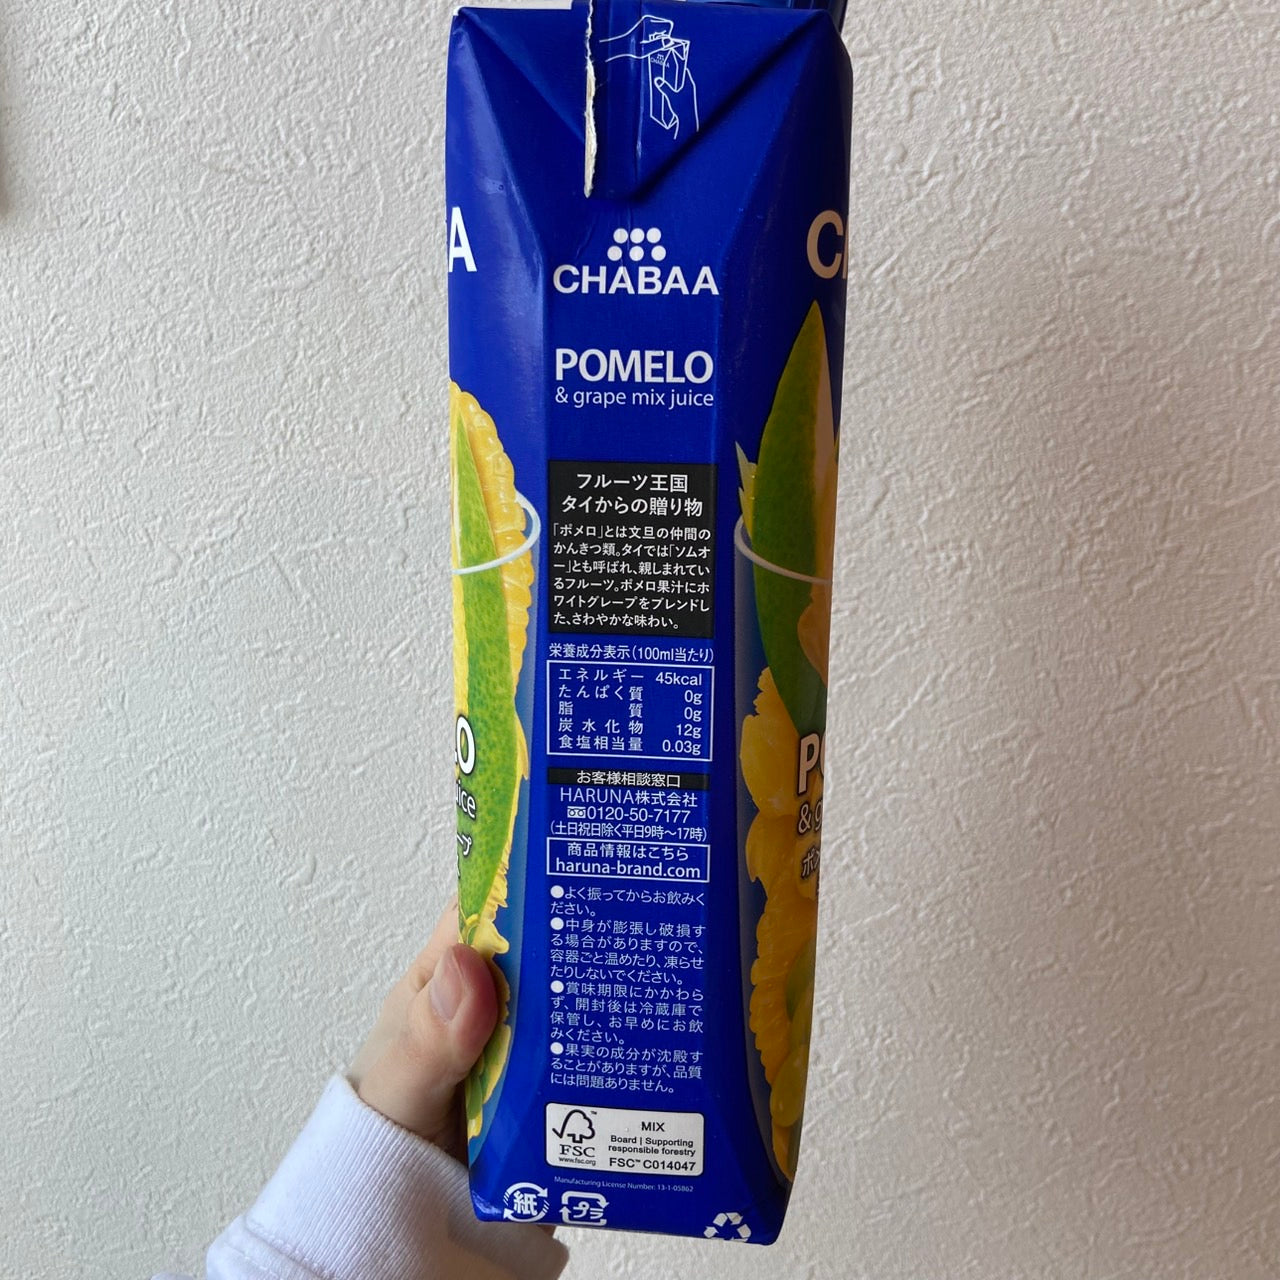 CHABAA
POMELO
& grape mix juice
フルーツ王国
タイからの贈り物
「ポメロ」とは文旦の仲間の
かんきつ類。タイでは「ソムオ
ー」とも呼ばれ、親しまれてい
るフルーツ。ポメロ果汁にホ
ワイトグレープをブレンドし
た、さわやかな味わい。
栄養成分表示(100ml当たり)
エネルギー 45kcal
たんぱく質 0g
脂質 0g
炭水化物 12g
食塩相当量 0.03g
お客様相談窓口
HARUNA株式会社
0120-50-7177
(土日祝日除く平日9時〜17時)
商品情報はこちら
haruna-brand.com
●よく振ってからお飲みく
ださい。
●中身が膨張し破損す
る場合がありますので、
容器ごと温めたり、凍らせ
たりしないでください。
●賞味期限にかかわら
ず、開封後は冷蔵庫で
保管し、お早めにお飲
みください。
●果実の成分が沈殿す
ることがありますが、品質
には問題ありません。
FSC
www.fsc.org
MIX
Board | Supporting
responsible forestry
FSC™ C014047
Manufacturing License Number: 13-1-05862
紙
プラ